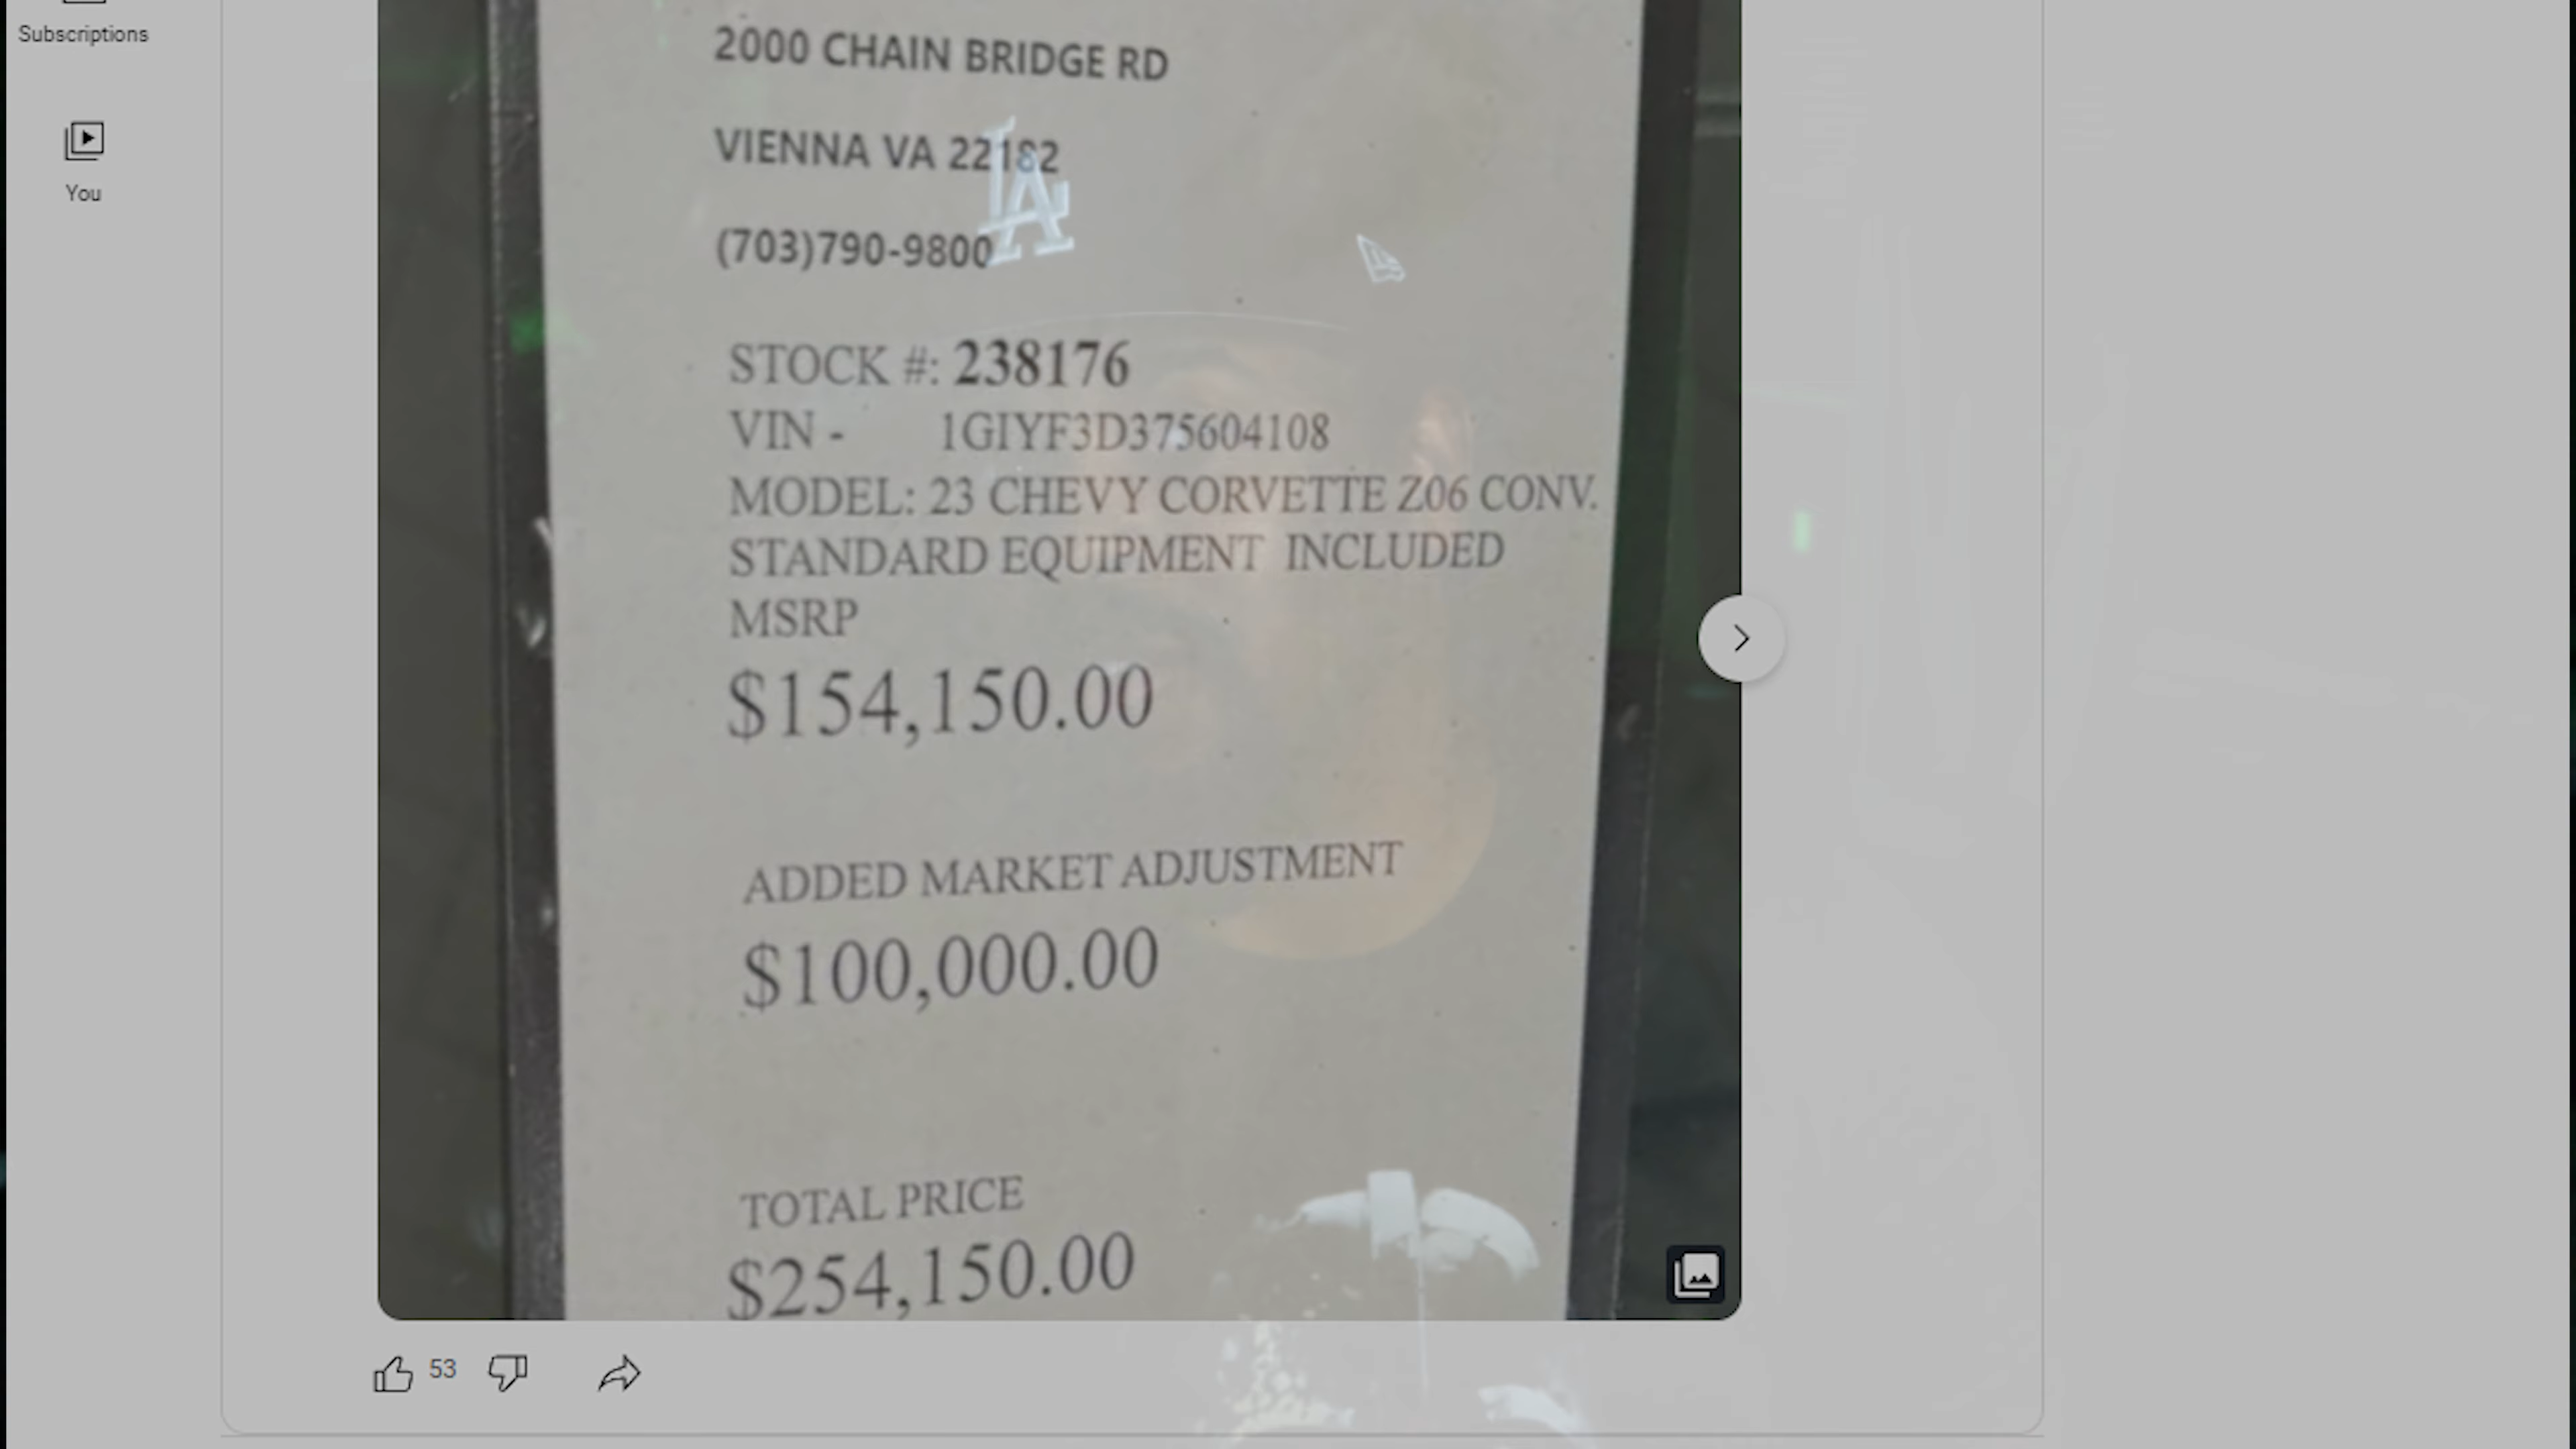 Subscriptions
You
2000 CHAIN BRIDGE RD
VIENNA VA 22182
LA
(703)790-9800
STOCK #: 238176
VIN - 1GIYF3D375604108
MODEL: 23 CHEVY CORVETTE Z06 CONV.
STANDARD EQUIPMENT INCLUDED
MSRP
$154,150.00
ADDED MARKET ADJUSTMENT
$100,000.00
TOTAL PRICE
$254,150.00
53